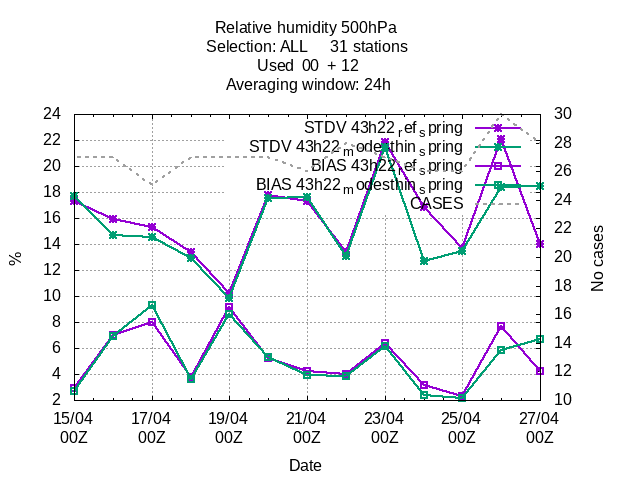 Relative humidity 500hPa
Selection: ALL 31 stations
Used 00 + 12
Averaging window: 24h
STDV 43h22_ref_spring
STDV 43h22_modesthin_spring
BIAS 43h22_ref_spring
BIAS 43h22_modesthin_spring
CASES
24
22
20
18
16
14
12
10
8
6
4
2
30
28
26
24
22
20
18
16
14
12
10
%
No cases
15/04 17/04 19/04 21/04 23/04 25/04 27/04
00Z 00Z 00Z 00Z 00Z 00Z 00Z
Date